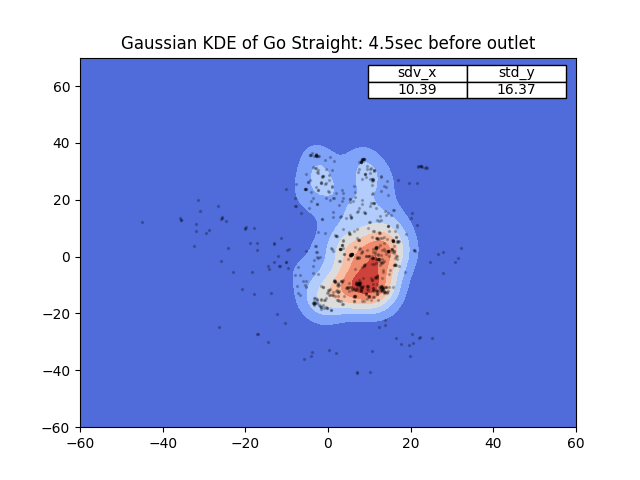 Gaussian KDE of Go Straight: 4.5sec before outlet
sdv_x std_y
10.39 16.37
60
40
20
0
−20
−40
−60
−60 −40 −20 0 20 40 60